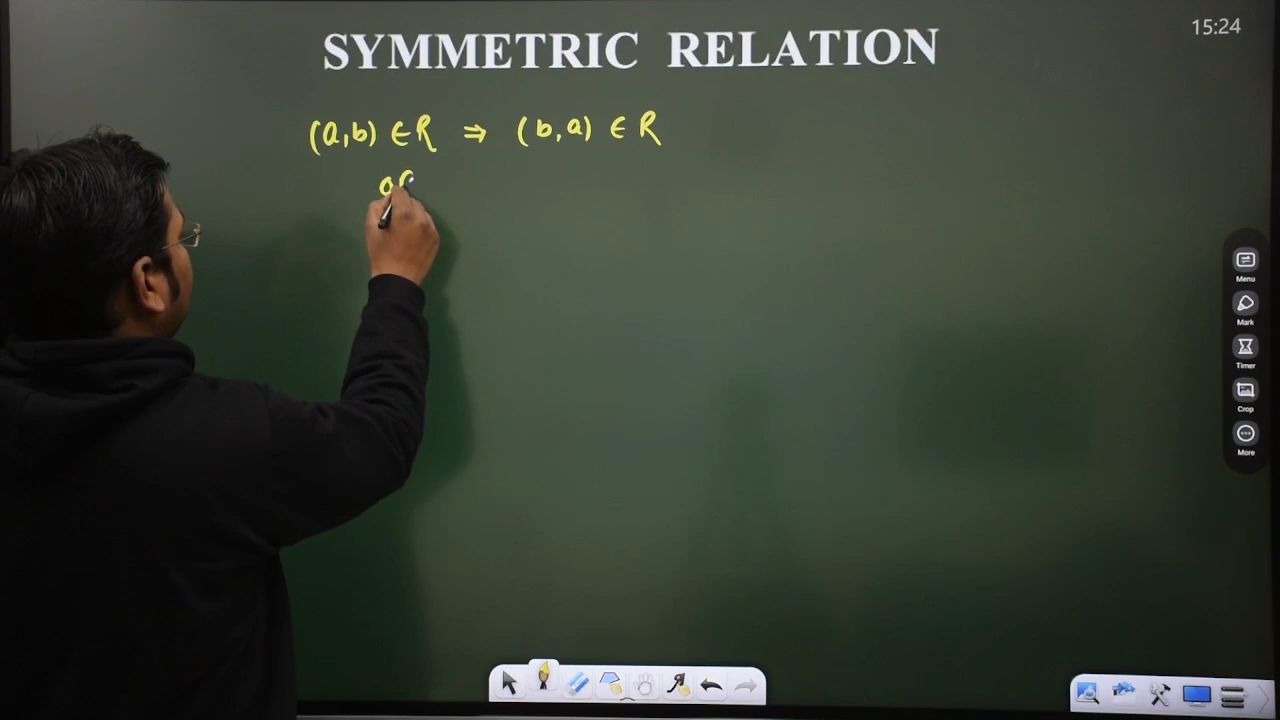 15:24
SYMMETRIC RELATION
(a,b) ∈ R ⇒ (b,a) ∈ R
Menu
Mark
Timer
Crop
More